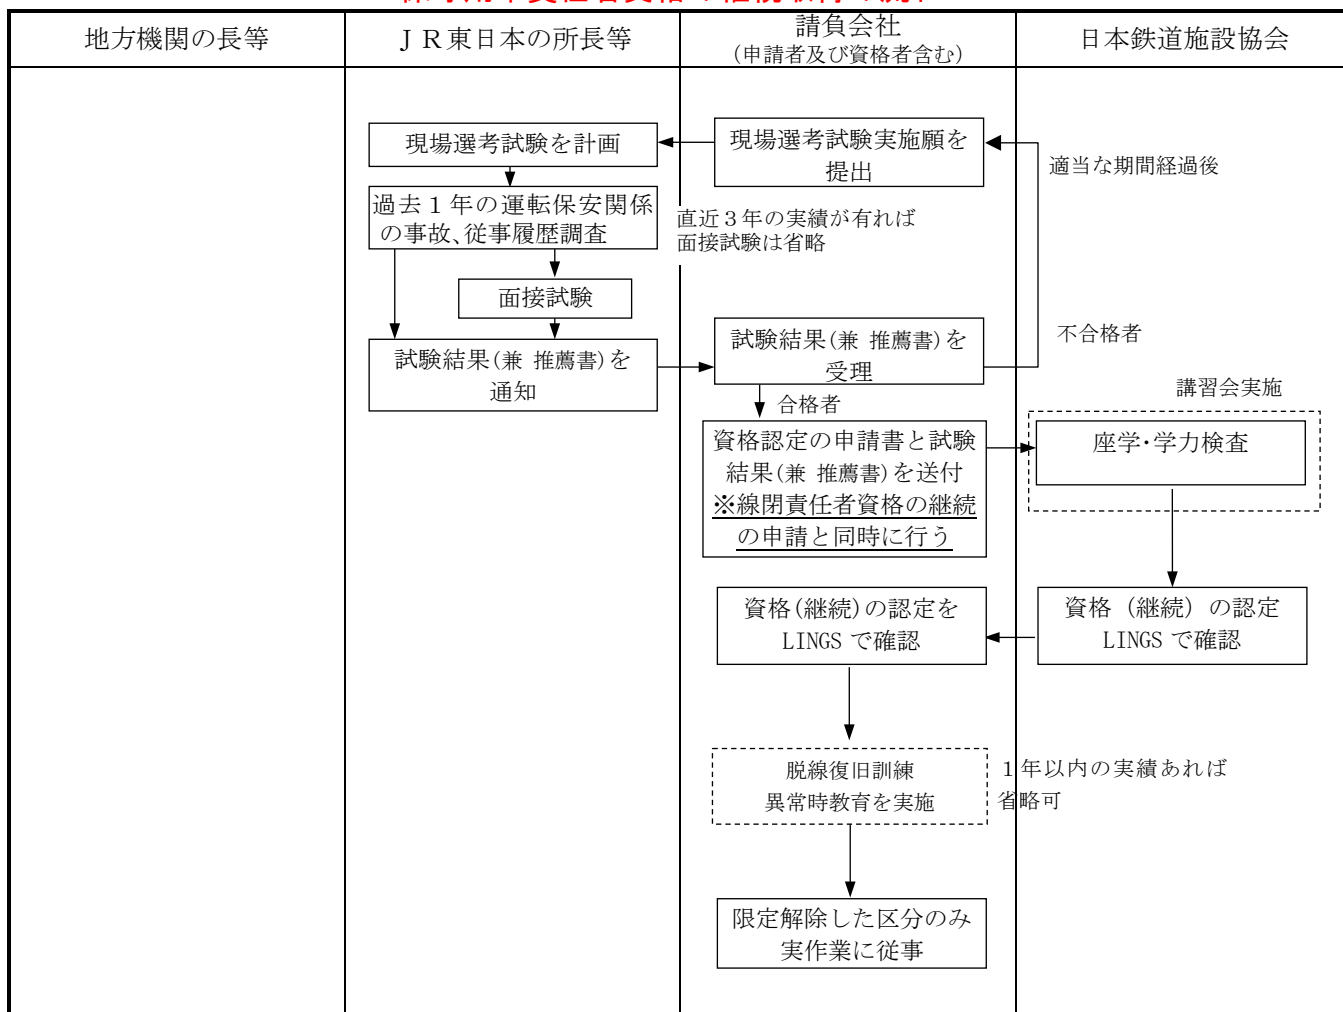 地方機関の長等
ＪＲ東日本の所長等
請負会社
(申請者及び資格者含む)
日本鉄道施設協会
現場選考試験を計画
現場選考試験実施願を
提出
適当な期間経過後
過去１年の運転保安関係
の事故、従事履歴調査
直近３年の実績が有れば
面接試験は省略
面接試験
試験結果(兼 推薦書)を
通知
試験結果(兼 推薦書)を
受理
不合格者
合格者
講習会実施
資格認定の申請書と試験
結果(兼 推薦書)を送付
※線閉責任者資格の継続
の申請と同時に行う
座学・学力検査
資格(継続)の認定を
LINGSで確認
資格（継続）の認定
LINGSで確認
脱線復旧訓練
異常時教育を実施
１年以内の実績あれば
省略可
限定解除した区分のみ
実作業に従事